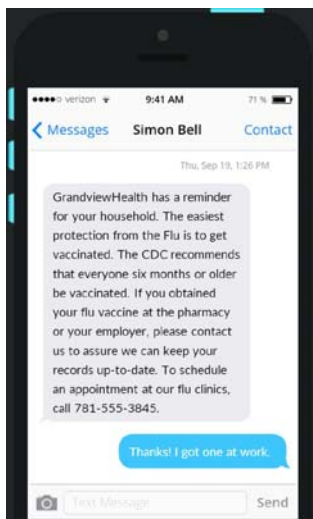 verizon 9:41 AM 71 %
Messages Simon Bell Contact
Thu, Sep 19, 1:26 PM
GrandviewHealth has a reminder
for your household. The easiest
protection from the Flu is to get
vaccinated. The CDC recommends
that everyone six months or older
be vaccinated. If you obtained
your flu vaccine at the pharmacy
or your employer, please contact
us to assure we can keep your
records up-to-date. To schedule
an appointment at our flu clinics,
call 781-555-3845.
Thanks! I got one at work.
Text Message Send